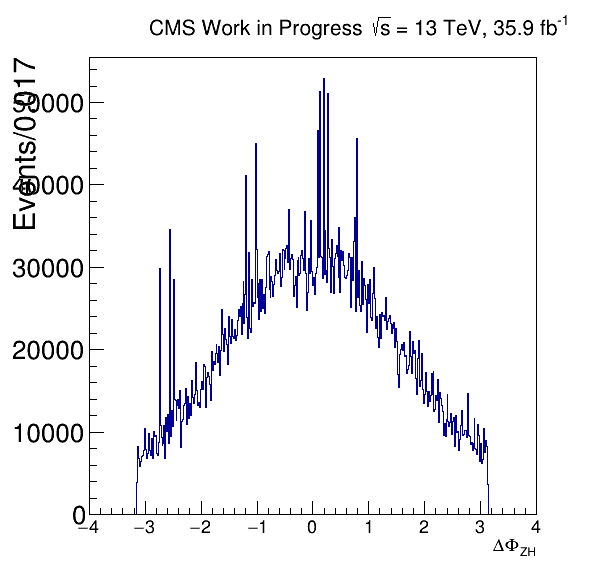 CMS Work in Progress √s = 13 TeV, 35.9 fb-1
Events/0.017
50000
40000
30000
20000
10000
0
−4 −3 −2 −1 0 1 2 3 4
ΔΦZH